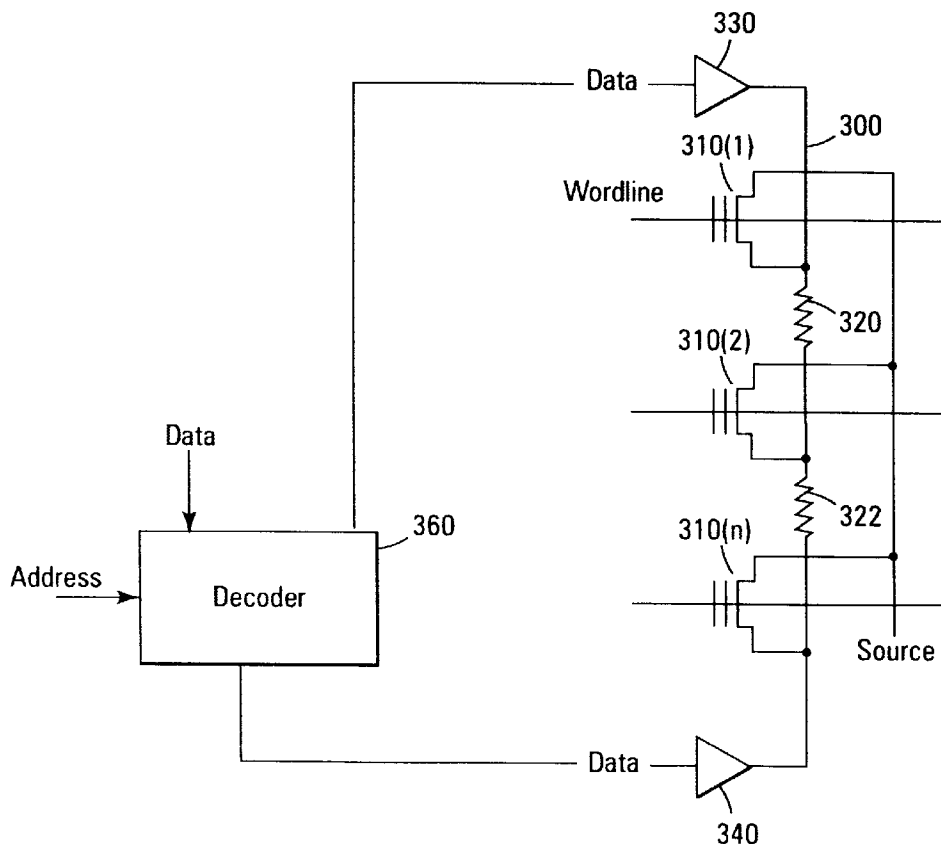 330
Data
300
310(1)
Wordline
320
310(2)
Data
322
360
310(n)
Address
Decoder
Source
Data
340